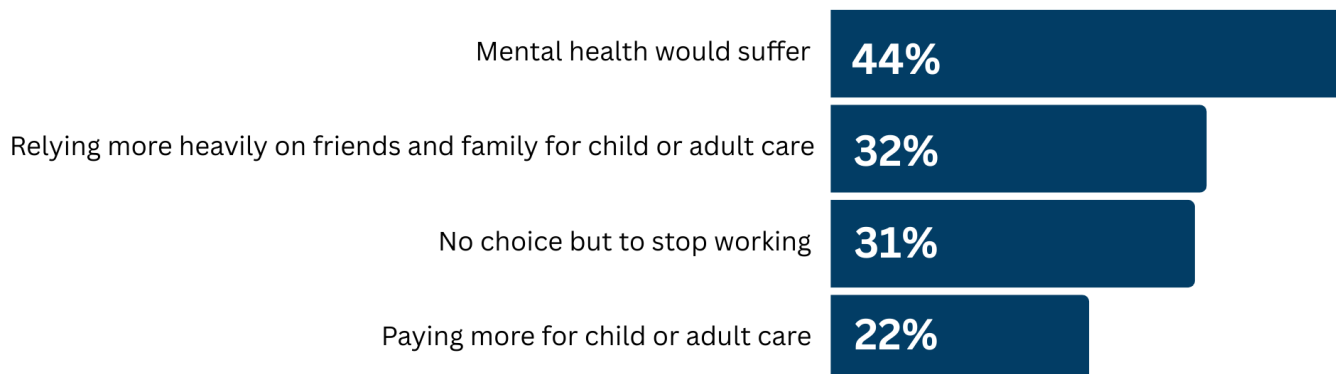 Mental health would suffer 44%
Relying more heavily on friends and family for child or adult care 32%
No choice but to stop working 31%
Paying more for child or adult care 22%